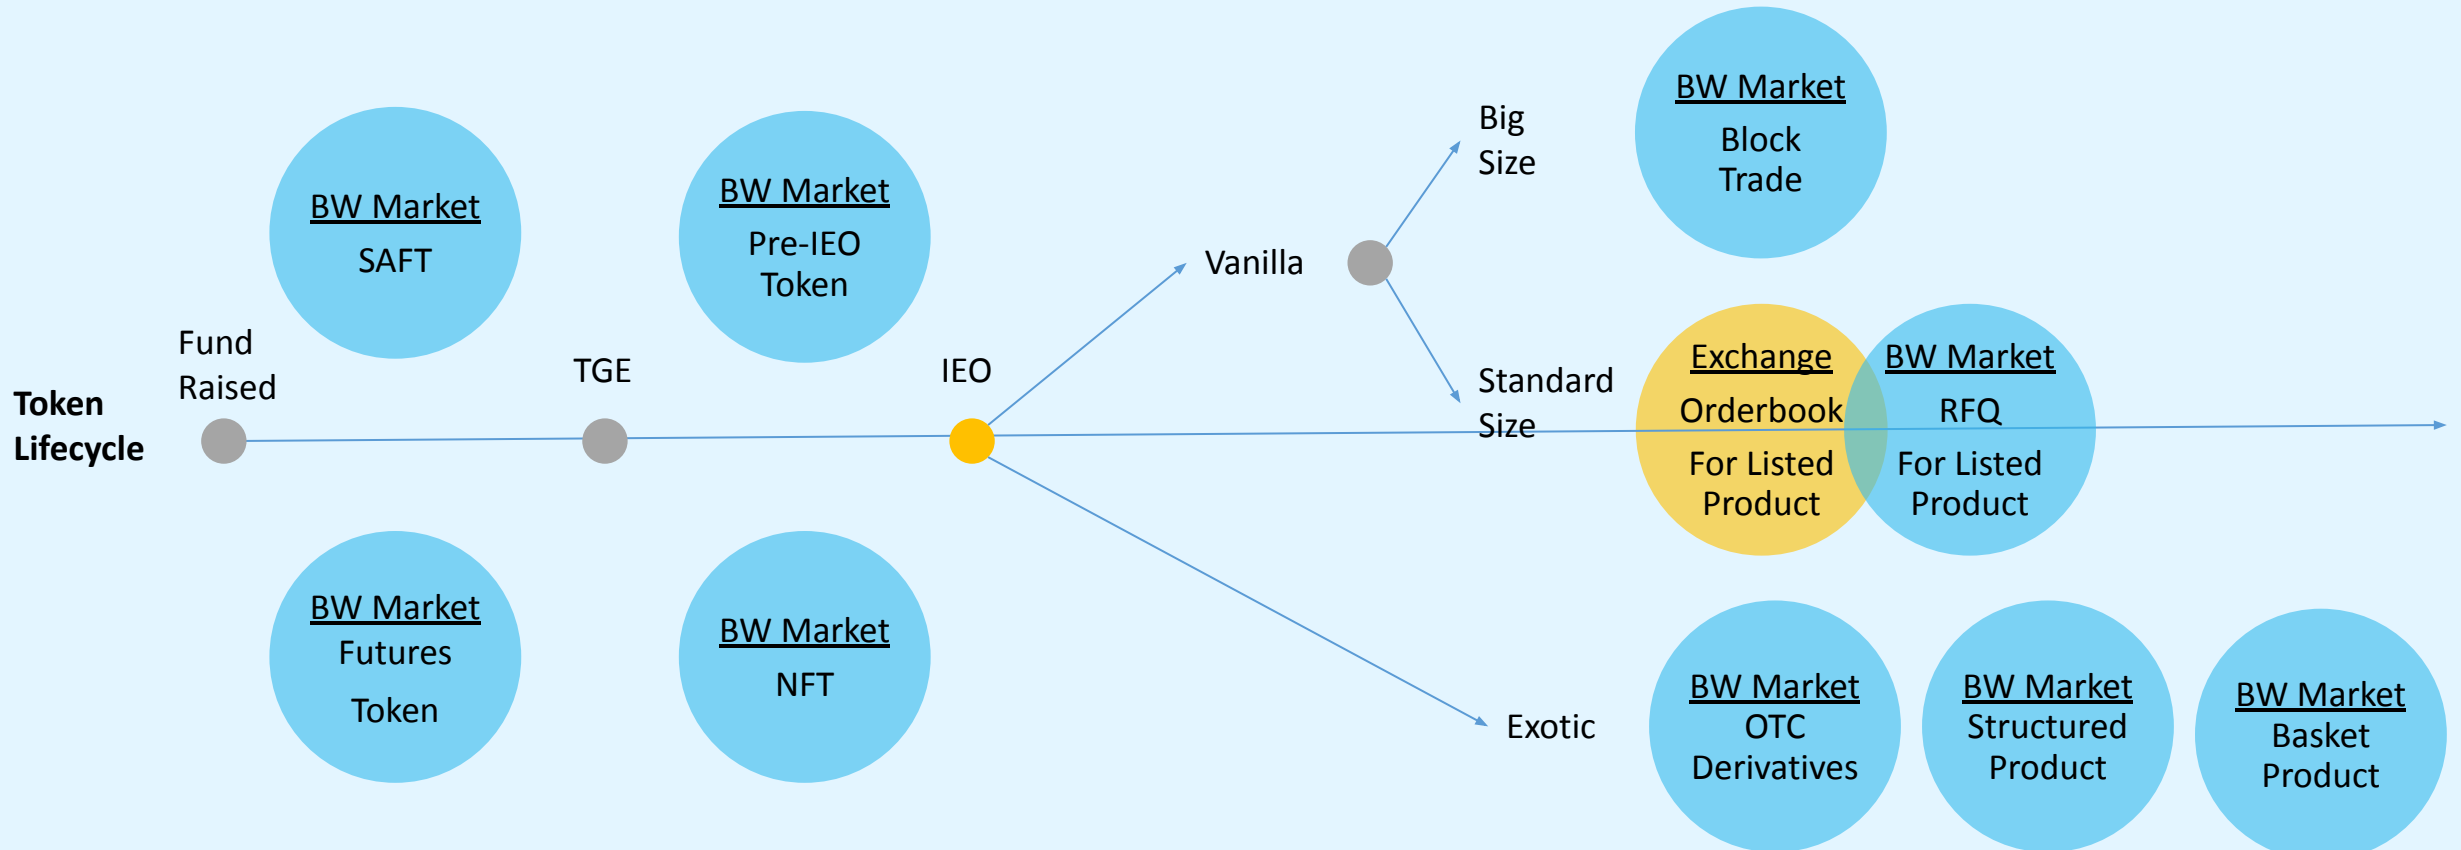 Token
Lifecycle
Fund
Raised
BW Market
SAFT
BW Market
Futures
Token
TGE
BW Market
Pre-IEO
Token
BW Market
NFT
IEO
Vanilla
Big
Size
BW Market
Block
Trade
Standard
Size
Exchange
Orderbook
For Listed
Product
BW Market
RFQ
For Listed
Product
Exotic
BW Market
OTC
Derivatives
BW Market
Structured
Product
BW Market
Basket
Product